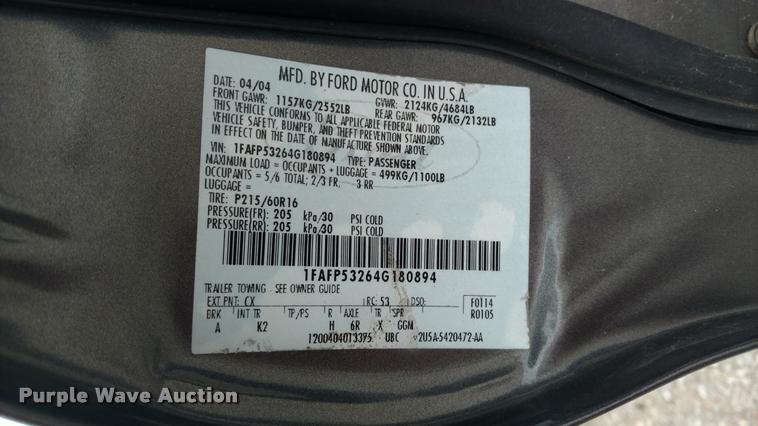 MFD. BY FORD MOTOR CO. IN U.S.A.
DATE: 04/04 GVWR: 2124KG/4684LB
FRONT GAWR: 1157KG/2552LB REAR GAWR: 967KG/2132LB
THIS VEHICLE CONFORMS TO ALL APPLICABLE FEDERAL MOTOR
VEHICLE SAFETY, BUMPER, AND THEFT PREVENTION STANDARDS
IN EFFECT ON THE DATE OF MANUFACTURE SHOWN ABOVE.
VIN: 1FAFP53264G180894 TYPE: PASSENGER
MAXIMUM LOAD = OCCUPANTS + LUGGAGE = 499KG/1100LB
OCCUPANTS = 5/6 TOTAL; 2/3 FR, 3 RR
LUGGAGE =
TIRE: P215/60R16
PRESSURE(FR): 205 kPa/30 PSI COLD
PRESSURE(RR): 205 kPa/30 PSI COLD
1FAFP53264G180894
TRAILER TOWING - SEE OWNER GUIDE
EXT PNT: CX RC: 53 DSO: F0114
BRK INT TR TP/PS R AXLE TR SPR R0105
A K2 H 6R X GGM
1200404013375 UBC 2U5A-5420472-AA
Purple Wave Auction